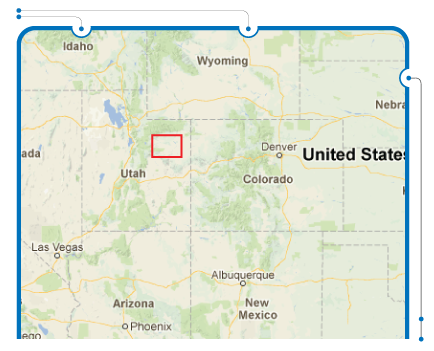 Idaho
Wyoming
Nebra
Denver
United States
ada
Utah
Colorado
Las Vegas
Albuquerque
Arizona
New
Mexico
Phoenix
ego